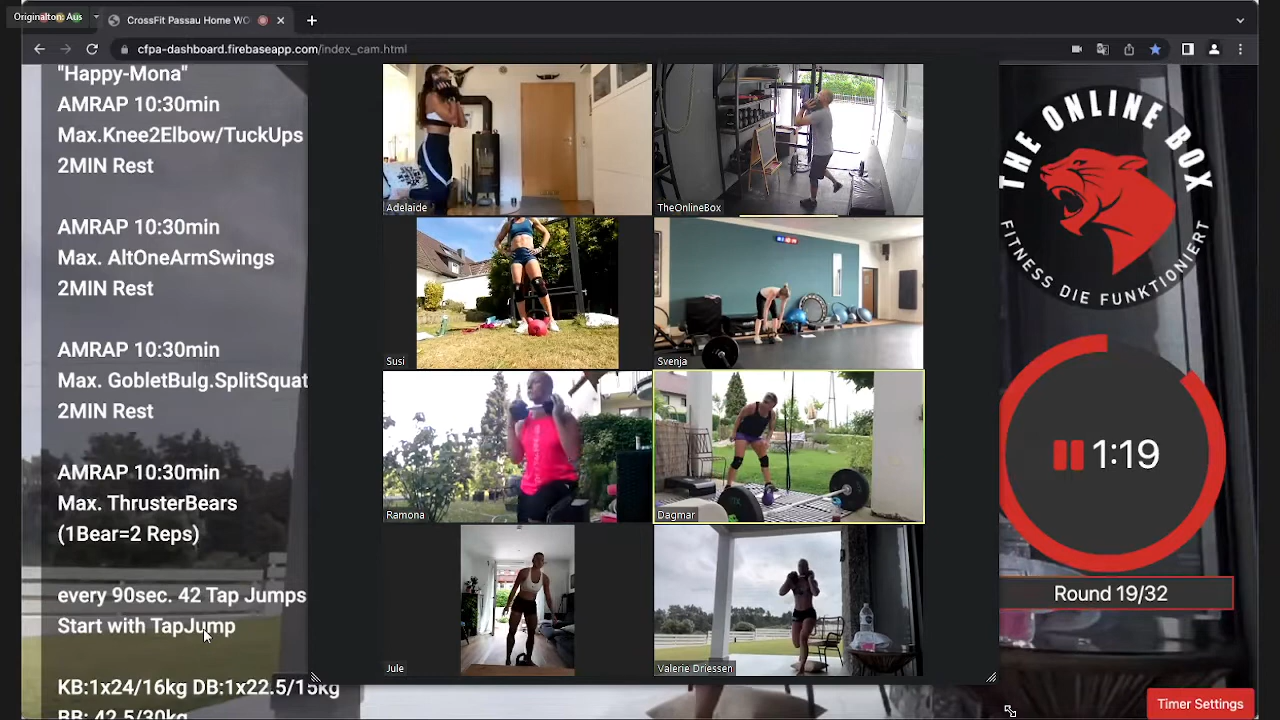 Originalton: Aus
CrossFit Passau Home WO
cfpa-dashboard.firebaseapp.com/index_cam.html
"Happy-Mona"
AMRAP 10:30min
Max.Knee2Elbow/TuckUps
2MIN Rest
AMRAP 10:30min
Max. AltOneArmSwings
2MIN Rest
AMRAP 10:30min
Max. GobletBulg.SplitSquat
2MIN Rest
AMRAP 10:30min
Max. ThrusterBears
(1Bear=2 Reps)
every 90sec. 42 Tap Jumps
Start with TapJump
KB:1x24/16kg DB:1x22.5/15kg
BB: 42.5/30kg
Adelaide
TheOnlineBox
Susi
Svenja
Ramona
Dagmar
Jule
Valerie Driessen
THE ONLINE BOX
FITNESS DIE FUNKTIONIERT
1:19
Round 19/32
Timer Settings